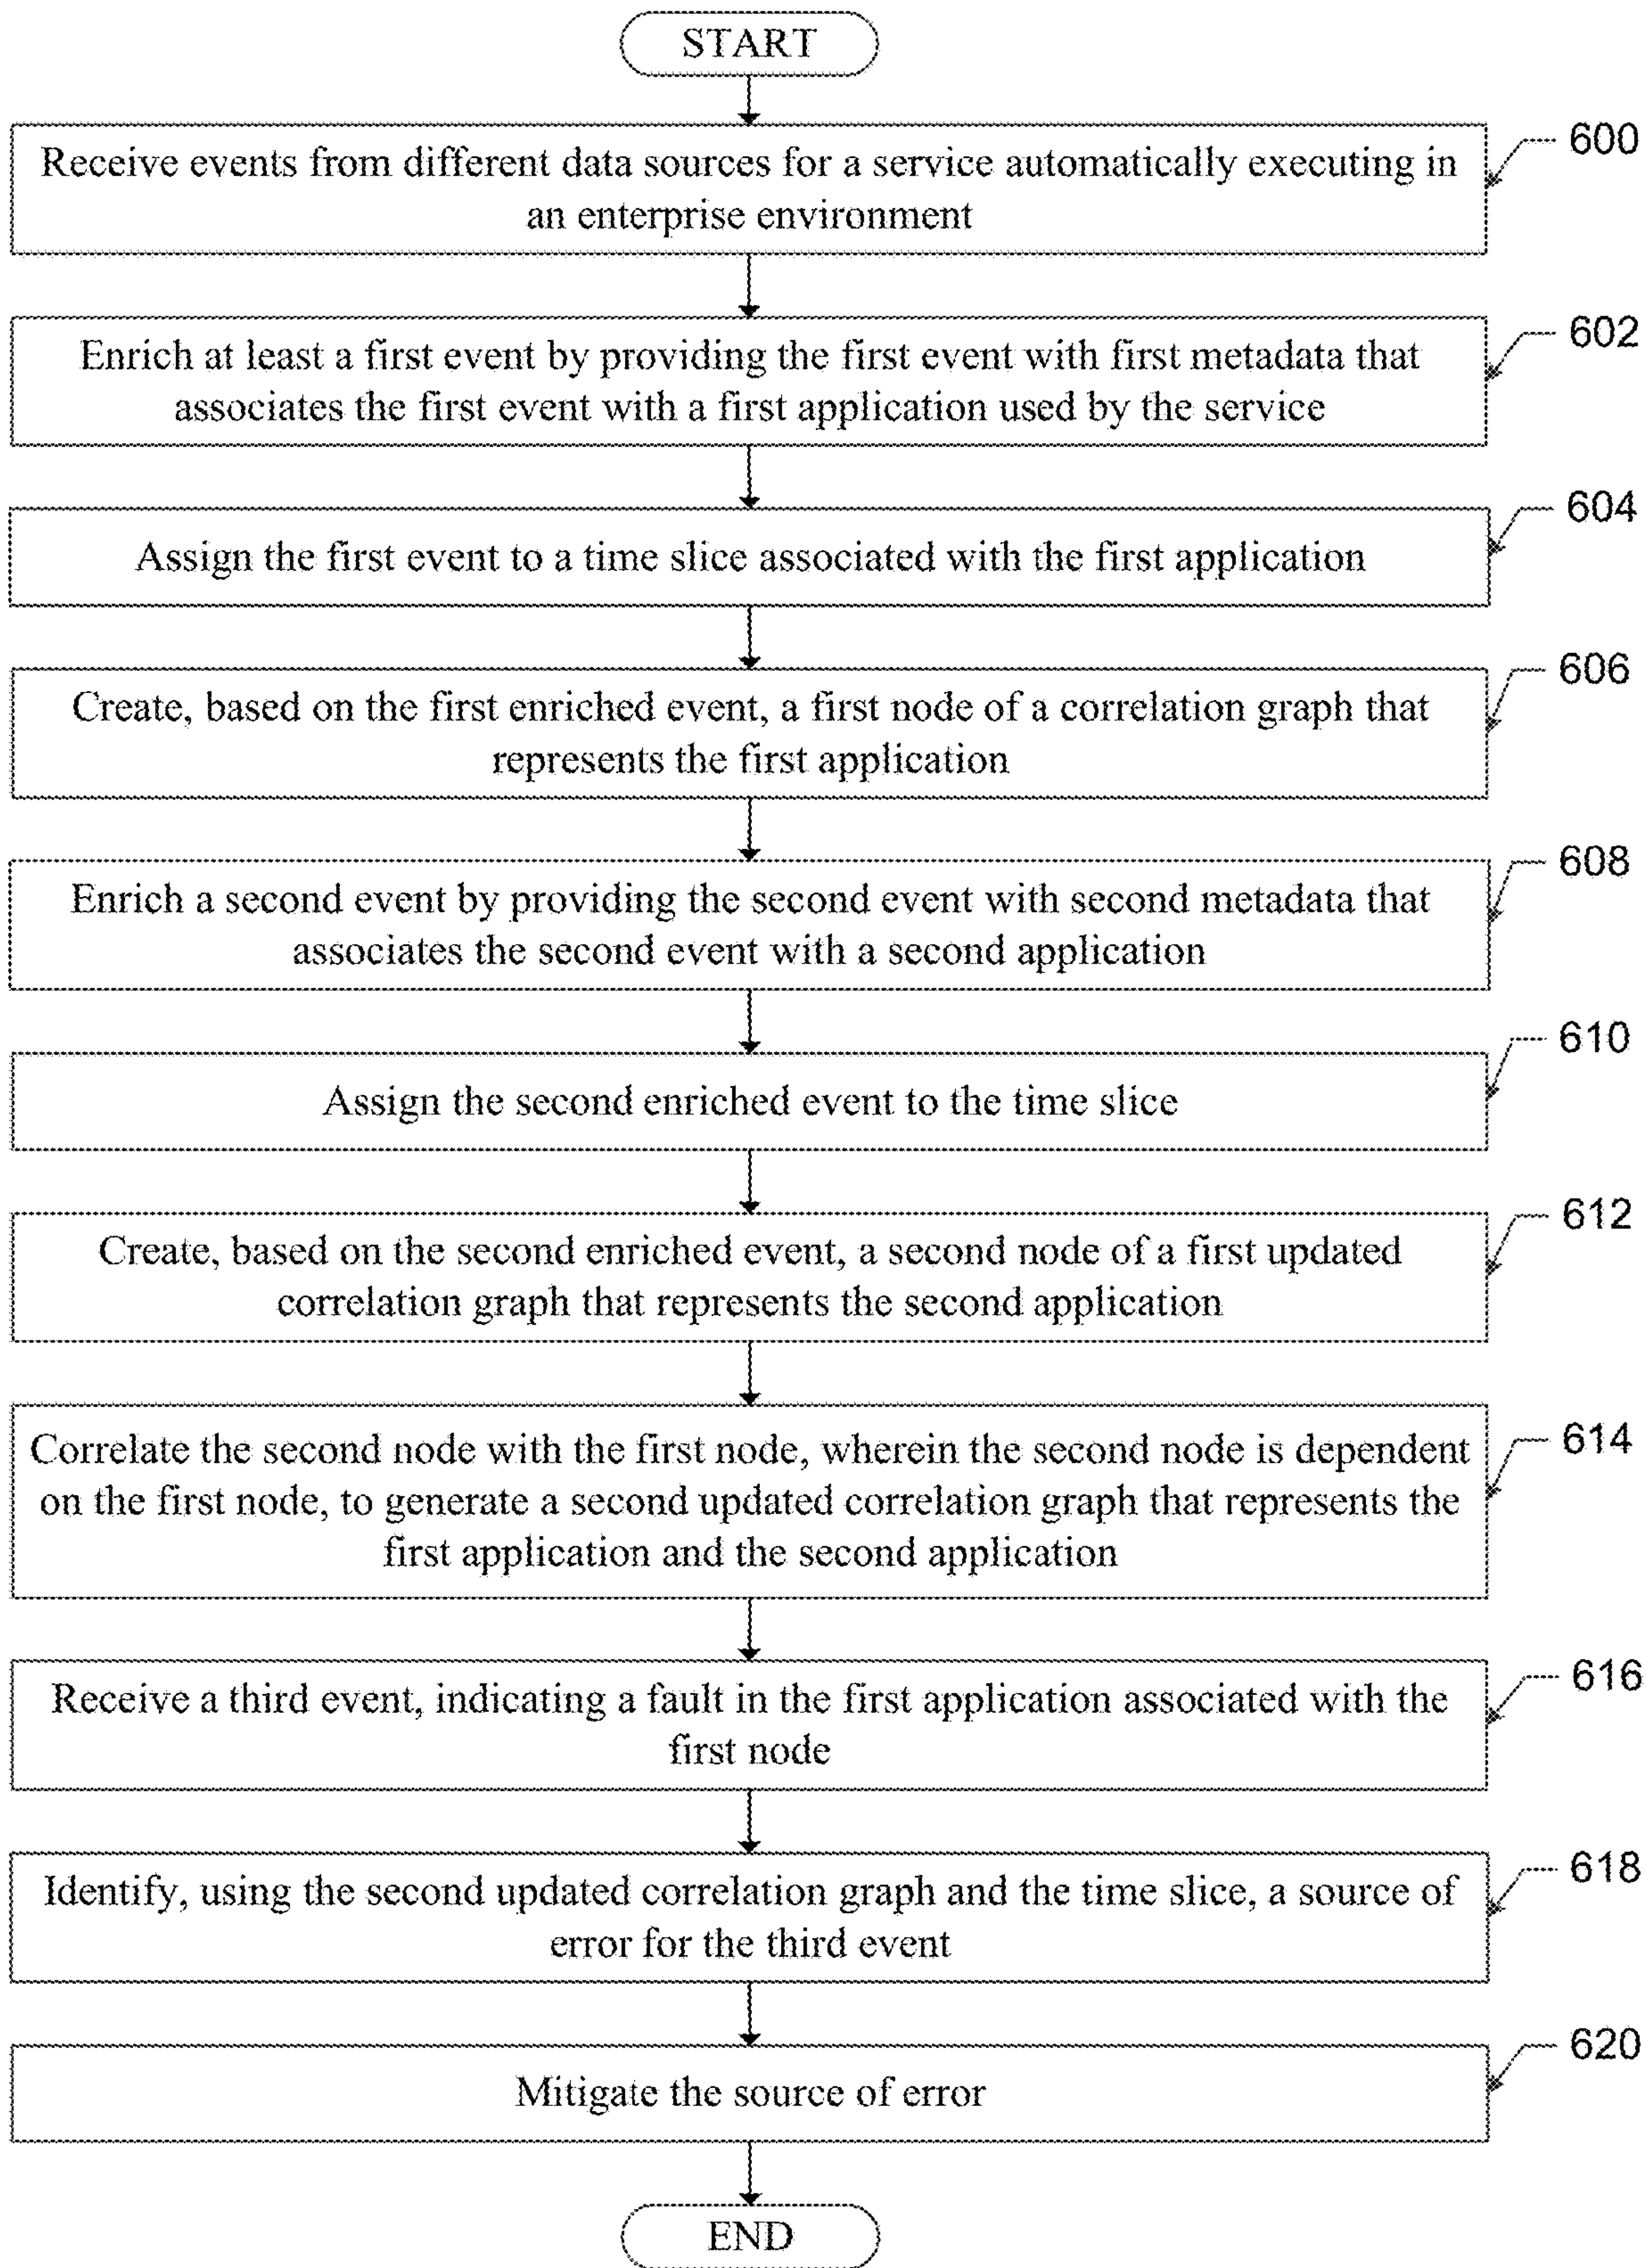 START
Receive events from different data sources for a service automatically executing in
an enterprise environment
600
Enrich at least a first event by providing the first event with first metadata that
associates the first event with a first application used by the service
602
Assign the first event to a time slice associated with the first application
604
Create, based on the first enriched event, a first node of a correlation graph that
represents the first application
606
Enrich a second event by providing the second event with second metadata that
associates the second event with a second application
608
Assign the second enriched event to the time slice
610
Create, based on the second enriched event, a second node of a first updated
correlation graph that represents the second application
612
Correlate the second node with the first node, wherein the second node is dependent
on the first node, to generate a second updated correlation graph that represents the
first application and the second application
614
Receive a third event, indicating a fault in the first application associated with the
first node
616
Identify, using the second updated correlation graph and the time slice, a source of
error for the third event
618
Mitigate the source of error
620
END